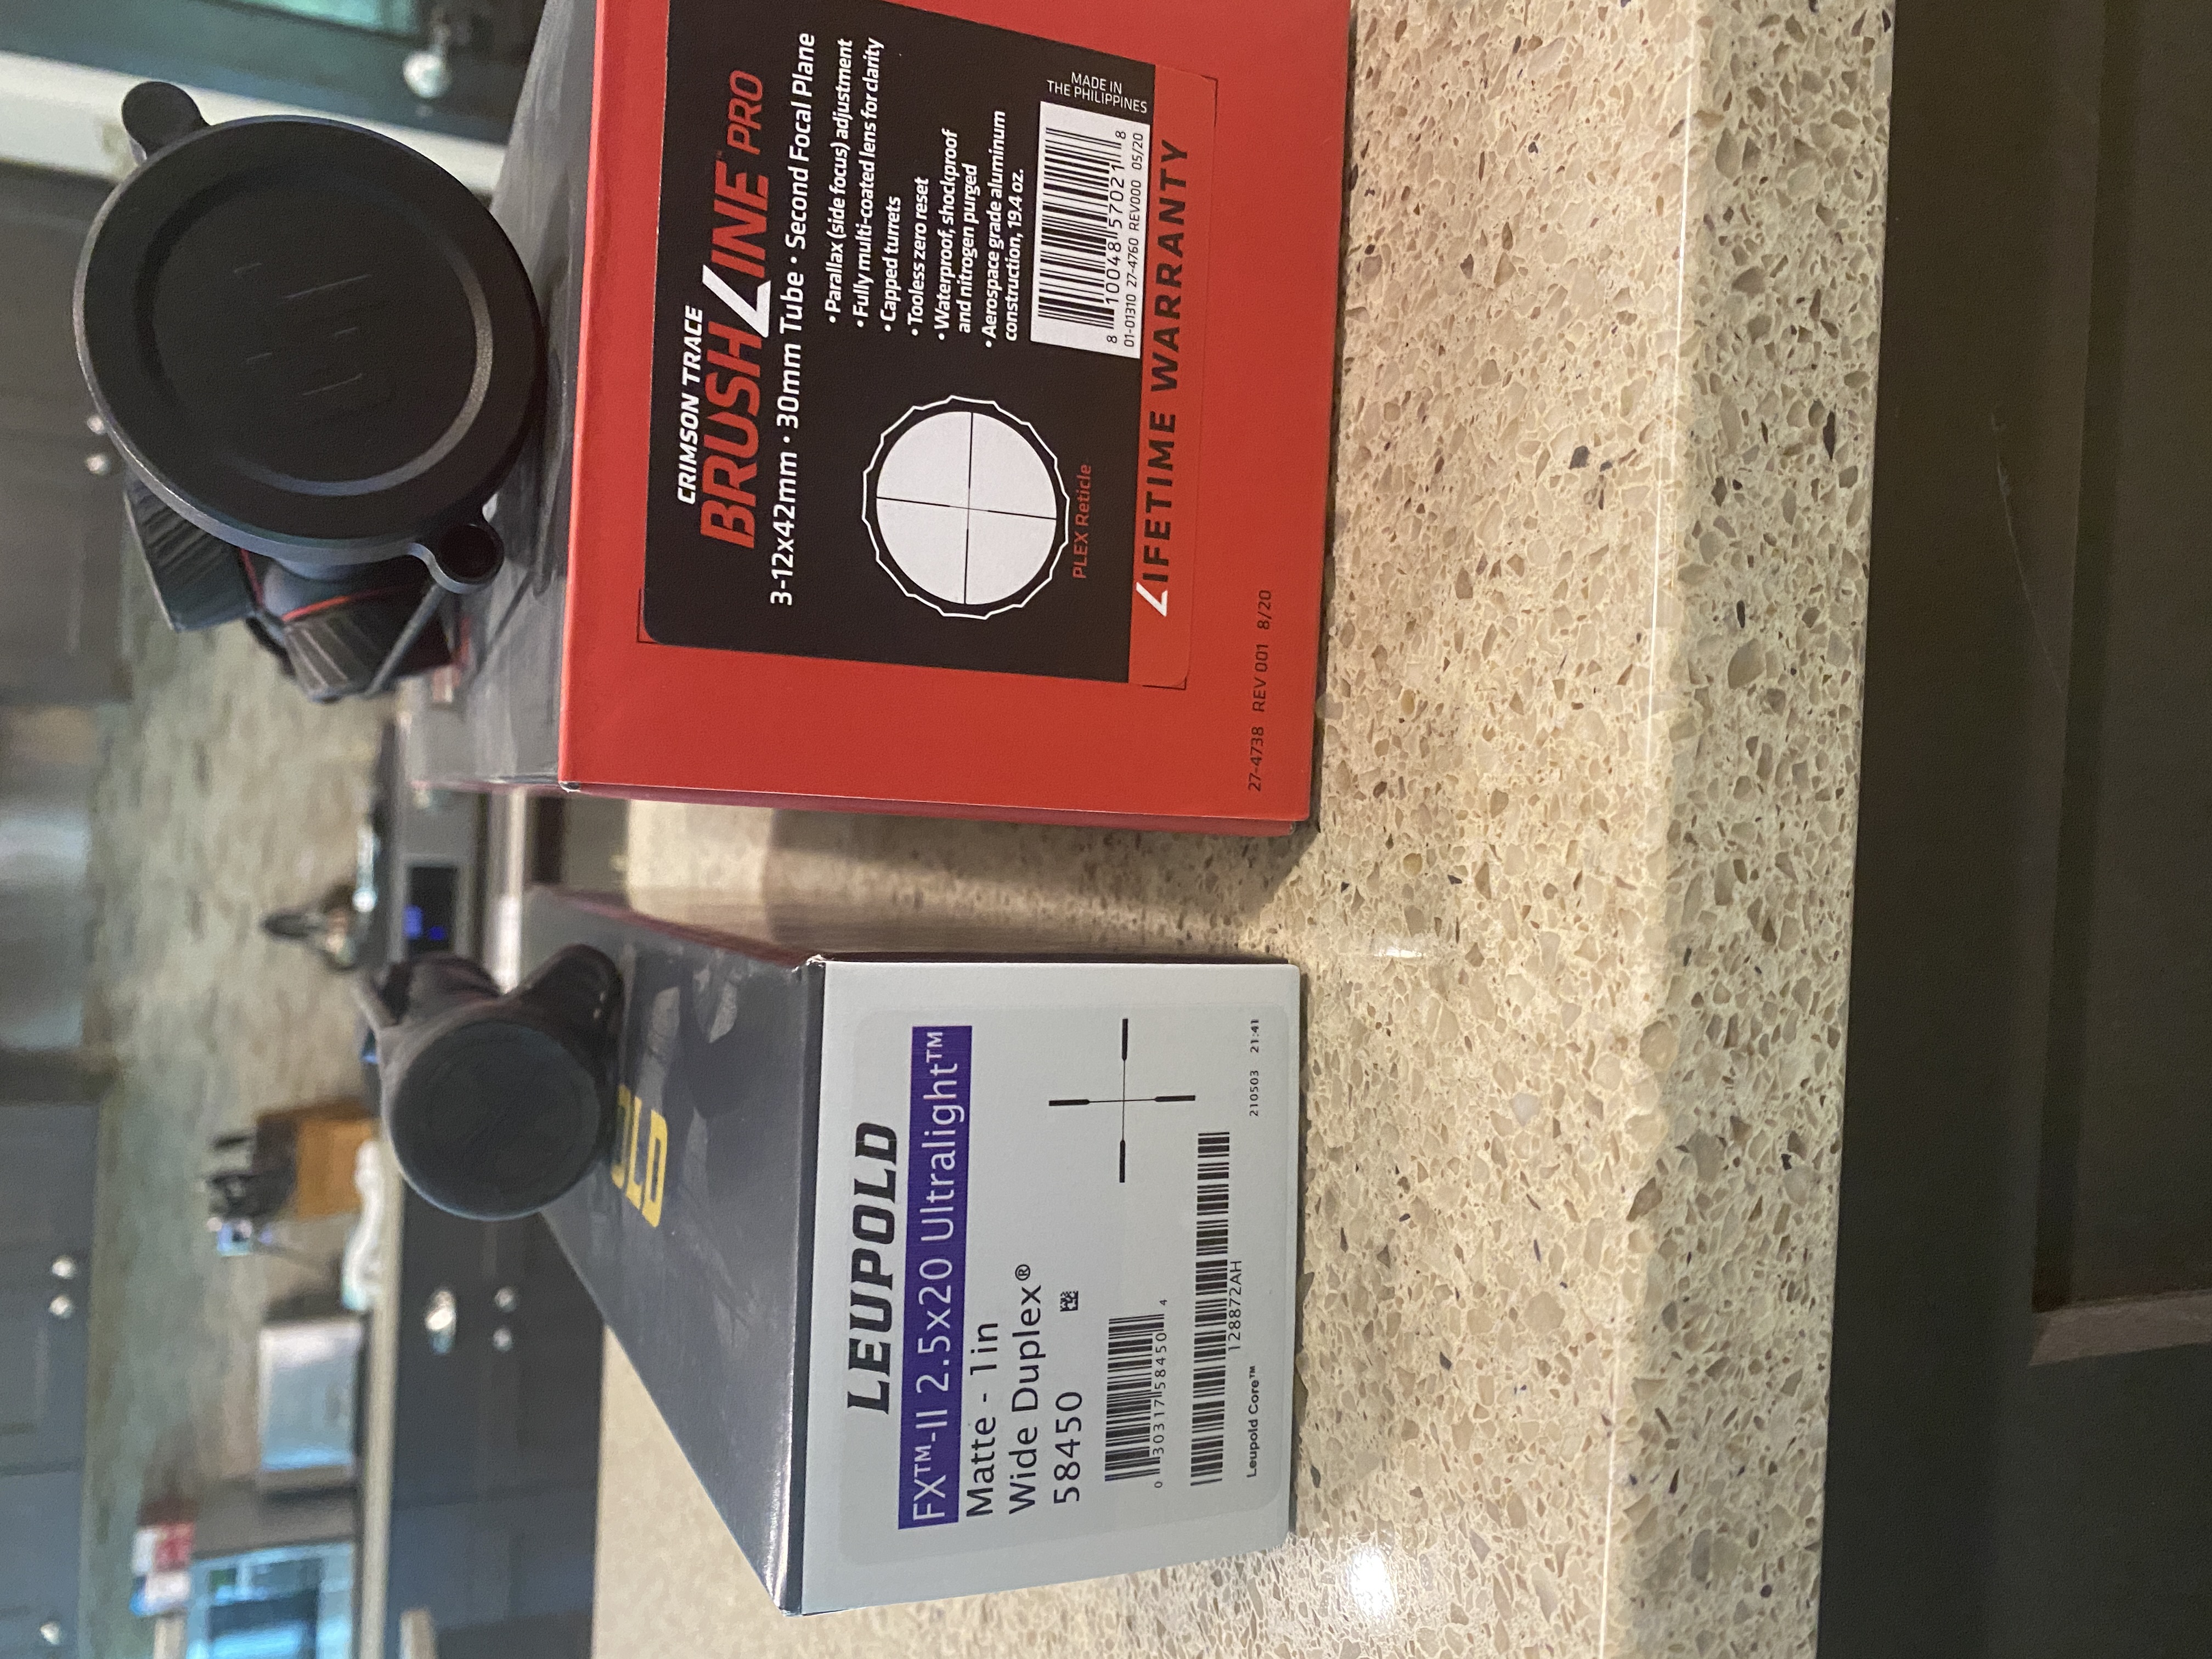 OLD
LEUPOLD
FX™-II 2.5x20 Ultralight™
Matte - 1in
Wide Duplex®
58450
0 30317 58450 4
128872AH
Leupold Core™
210503 21:41
CRIMSON TRACE
BRUSHLINE PRO
3-12x42mm • 30mm Tube • Second Focal Plane
• Parallax (side focus) adjustment
• Fully multi-coated lens for clarity
• Capped turrets
• Tooless zero reset
• Waterproof, shockproof
and nitrogen purged
• Aerospace grade aluminum
construction, 19.4 oz.
PLEX Reticle
MADE IN
THE PHILIPPINES
8 10048 57021 8
01-01310 27-4760 REV000 05/20
LIFETIME WARRANTY
27-4738 REV 001 8/20